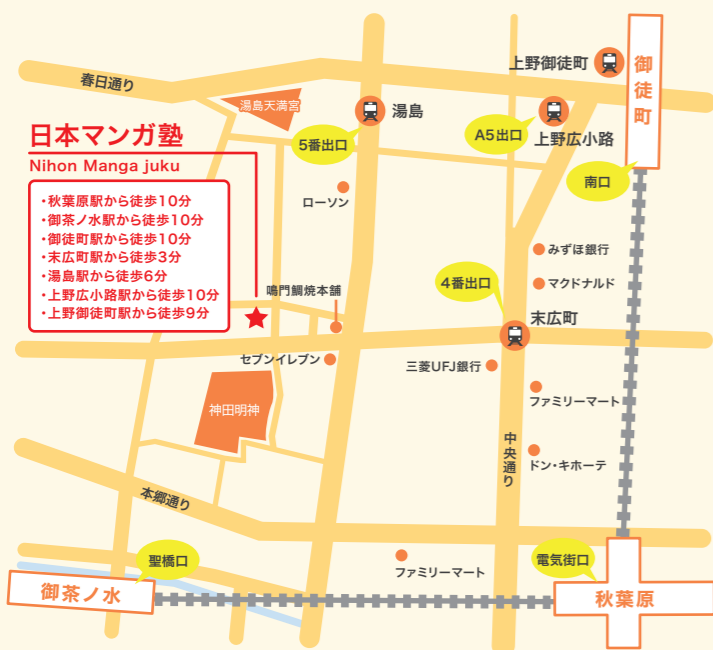 上野御徒町
御徒町
春日通り
湯島天満宮
湯島
A5出口
上野広小路
日本マンガ塾
5番出口
Nihon Manga juku
南口
・秋葉原駅から徒歩10分
・御茶ノ水駅から徒歩10分
・御徒町駅から徒歩10分
・末広町駅から徒歩3分
・湯島駅から徒歩6分
・上野広小路駅から徒歩10分
・上野御徒町駅から徒歩9分
ローソン
みずほ銀行
4番出口
マクドナルド
鳴門鯛焼本舗
末広町
セブンイレブン
三菱UFJ銀行
神田明神
ファミリーマート
中央通り
ドン・キホーテ
本郷通り
聖橋口
電気街口
ファミリーマート
御茶ノ水
秋葉原